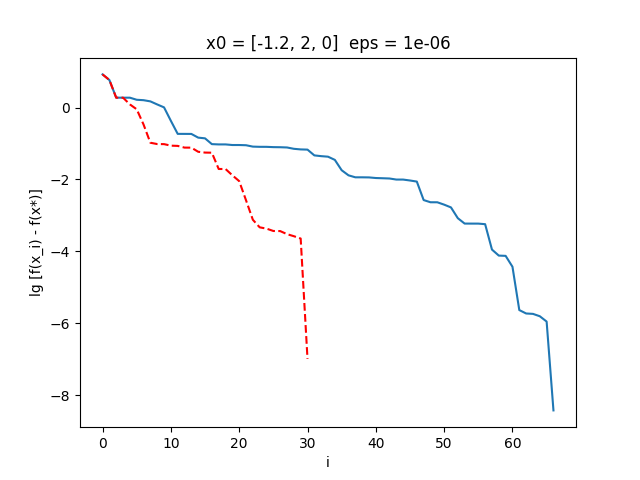 x0 = [-1.2, 2, 0]  eps = 1e-06
lg [f(x_i) - f(x*)]
0
−2
−4
−6
−8
0 10 20 30 40 50 60
i